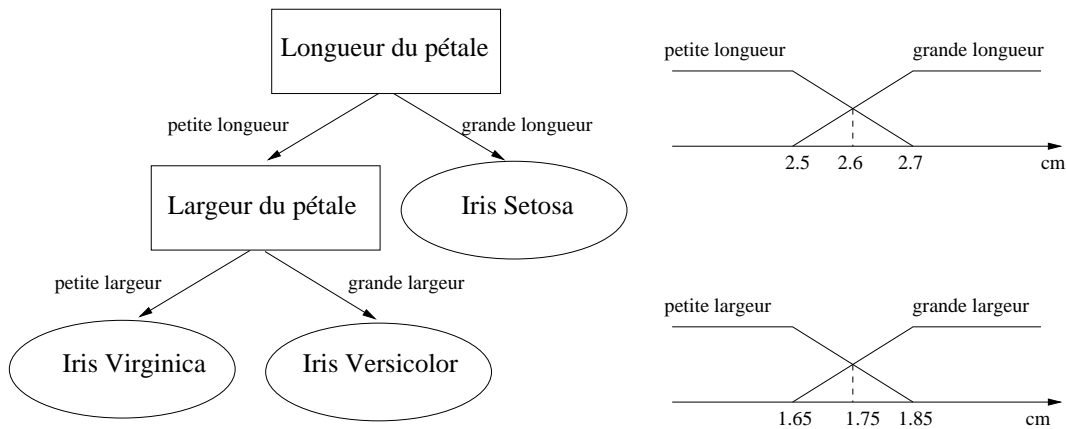 Longueur du pétale
petite longueur
grande longueur
Largeur du pétale
Iris Setosa
petite largeur
grande largeur
Iris Virginica
Iris Versicolor
petite longueur
grande longueur
2.5
2.6
2.7
cm
petite largeur
grande largeur
1.65
1.75
1.85
cm